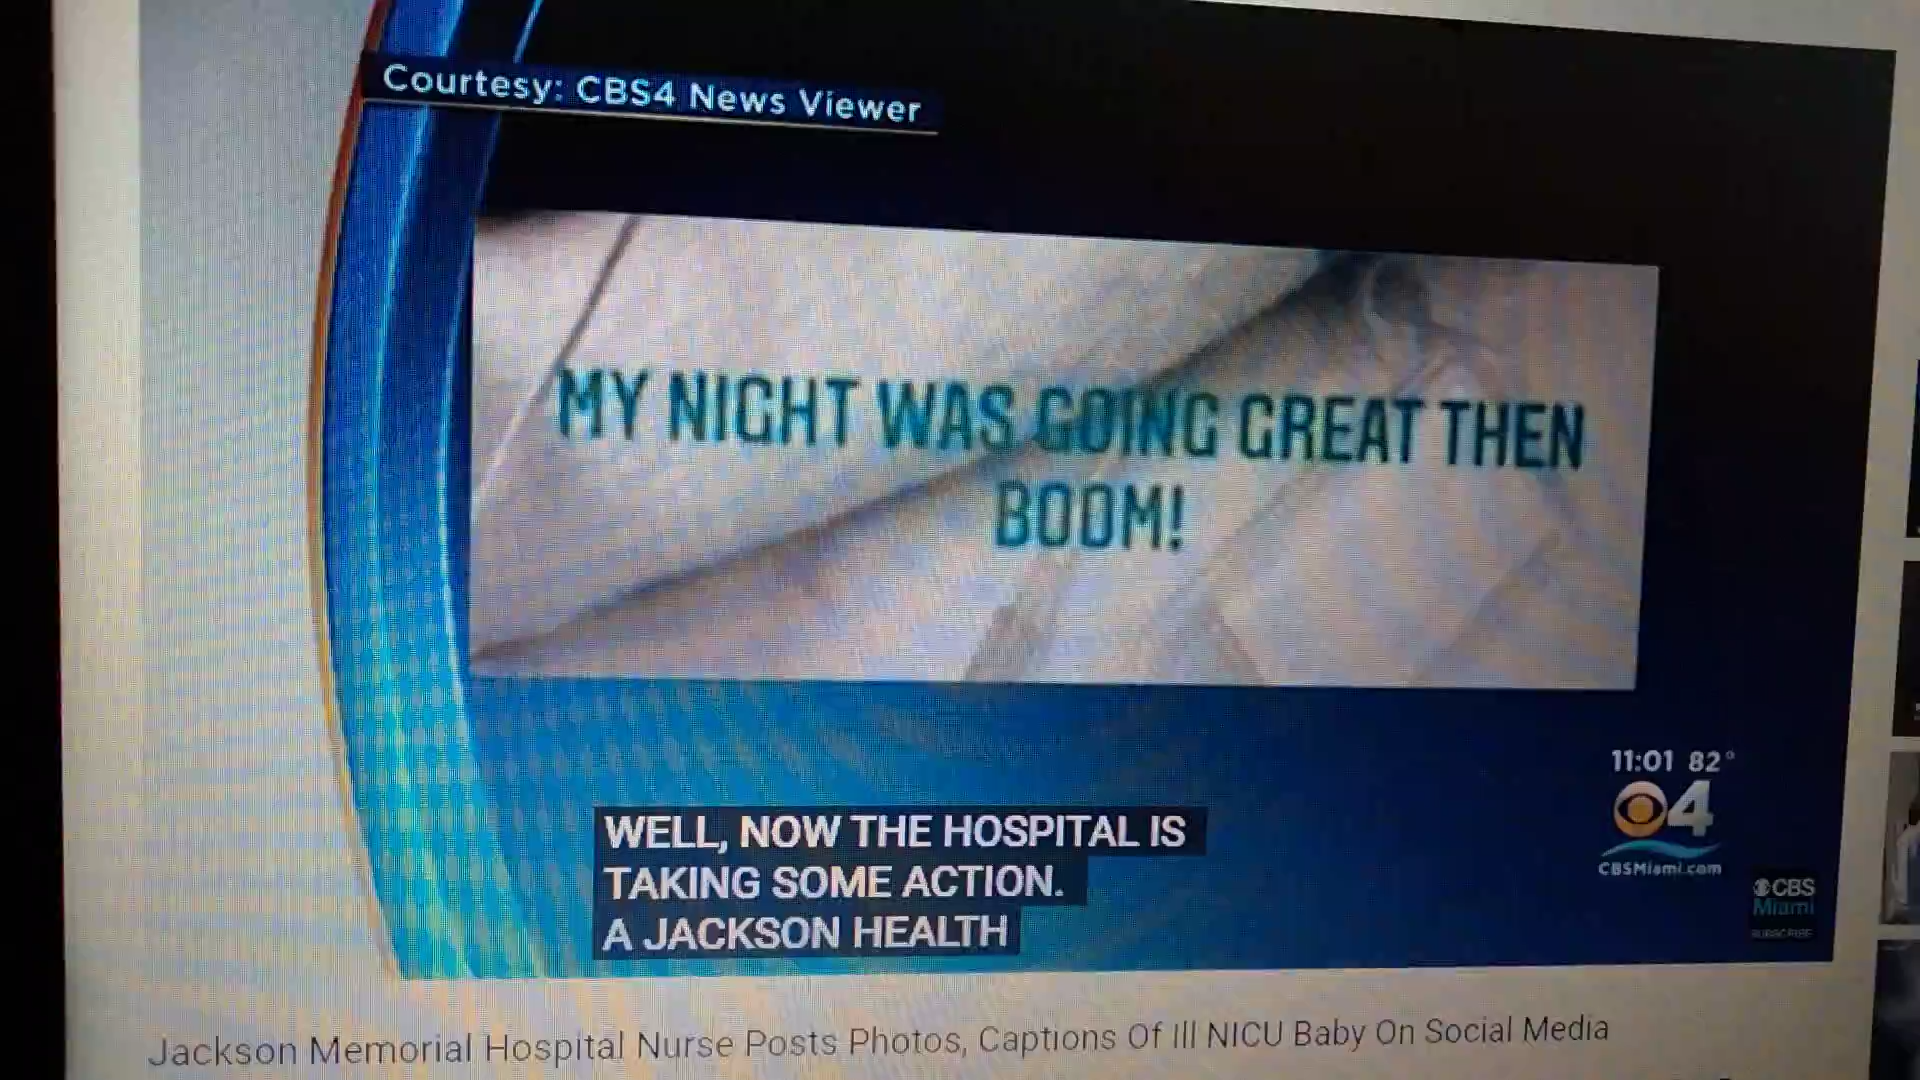 Courtesy: CBS4 News Viewer
MY NIGHT WAS GOING GREAT THEN
BOOM!
11:01 82°
4
CBSMiami.com
WELL, NOW THE HOSPITAL IS
TAKING SOME ACTION.
A JACKSON HEALTH
CBS
Miami
SUBSCRIBE
Jackson Memorial Hospital Nurse Posts Photos, Captions Of Ill NICU Baby On Social Media